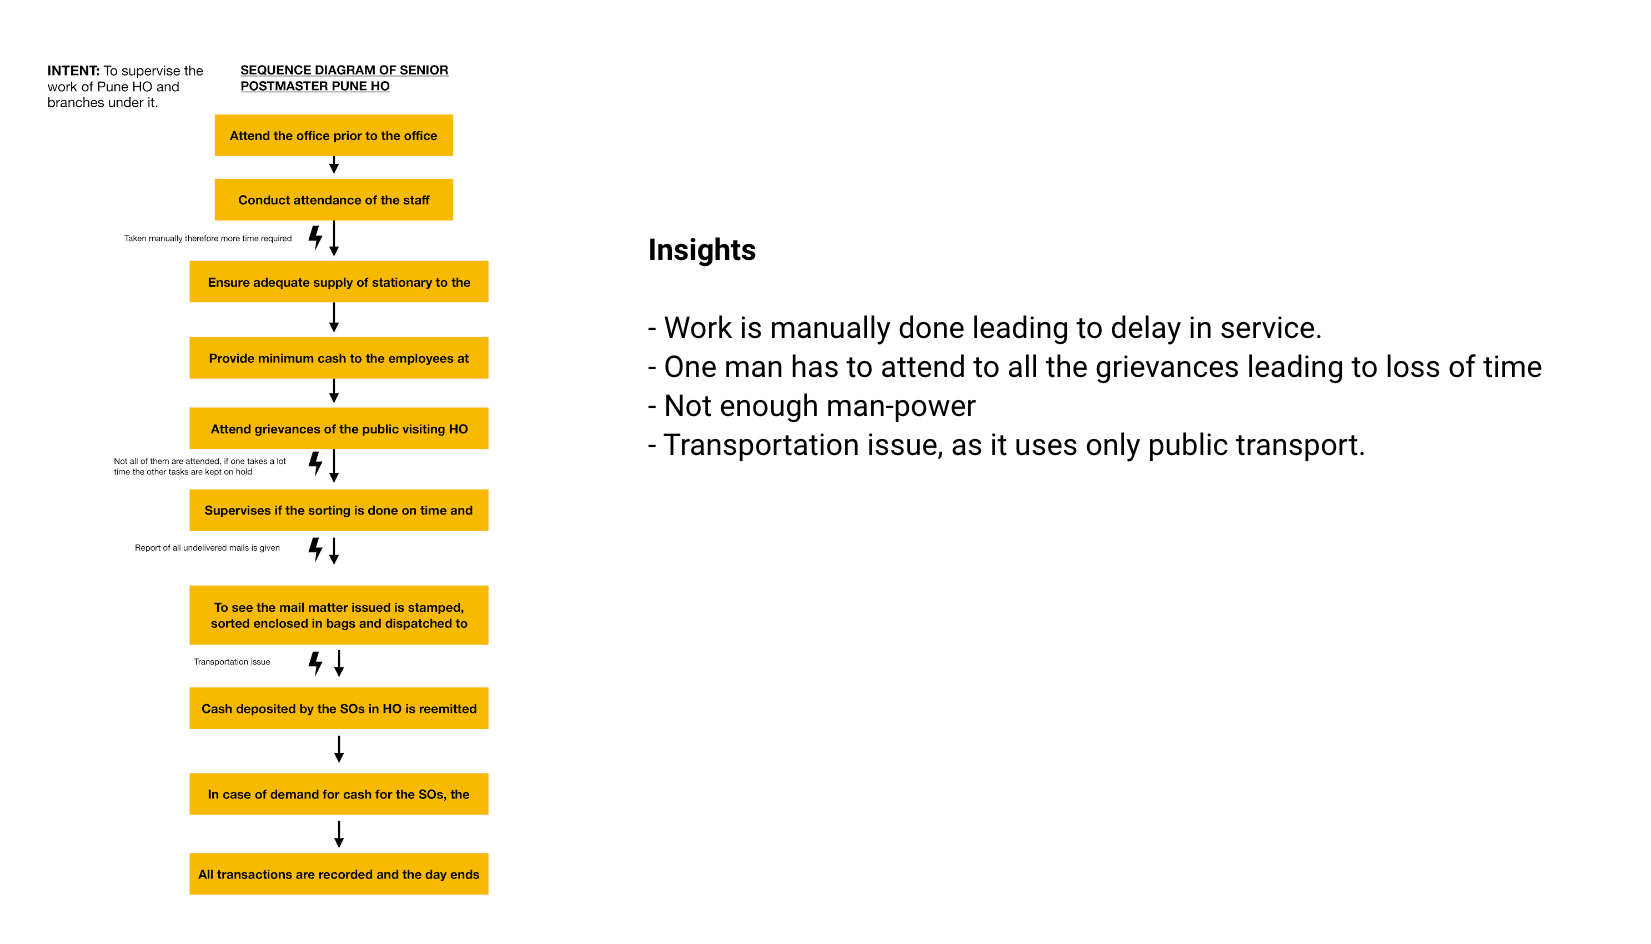 INTENT: To supervise the
work of Pune HO and
branches under it.
SEQUENCE DIAGRAM OF SENIOR
POSTMASTER PUNE HO
Attend the office prior to the office
Conduct attendance of the staff
Taken manually therefore more time required
Ensure adequate supply of stationary to the
Provide minimum cash to the employees at
Attend grievances of the public visiting HO
Not all of them are attended, if one takes a lot
time the other tasks are kept on hold
Supervises if the sorting is done on time and
Report of all undelivered mails is given
To see the mail matter issued is stamped,
sorted enclosed in bags and dispatched to
Transportation issue
Cash deposited by the SOs in HO is reemitted
In case of demand for cash for the SOs, the
All transactions are recorded and the day ends
Insights
- Work is manually done leading to delay in service.
- One man has to attend to all the grievances leading to loss of time
- Not enough man-power
- Transportation issue, as it uses only public transport.